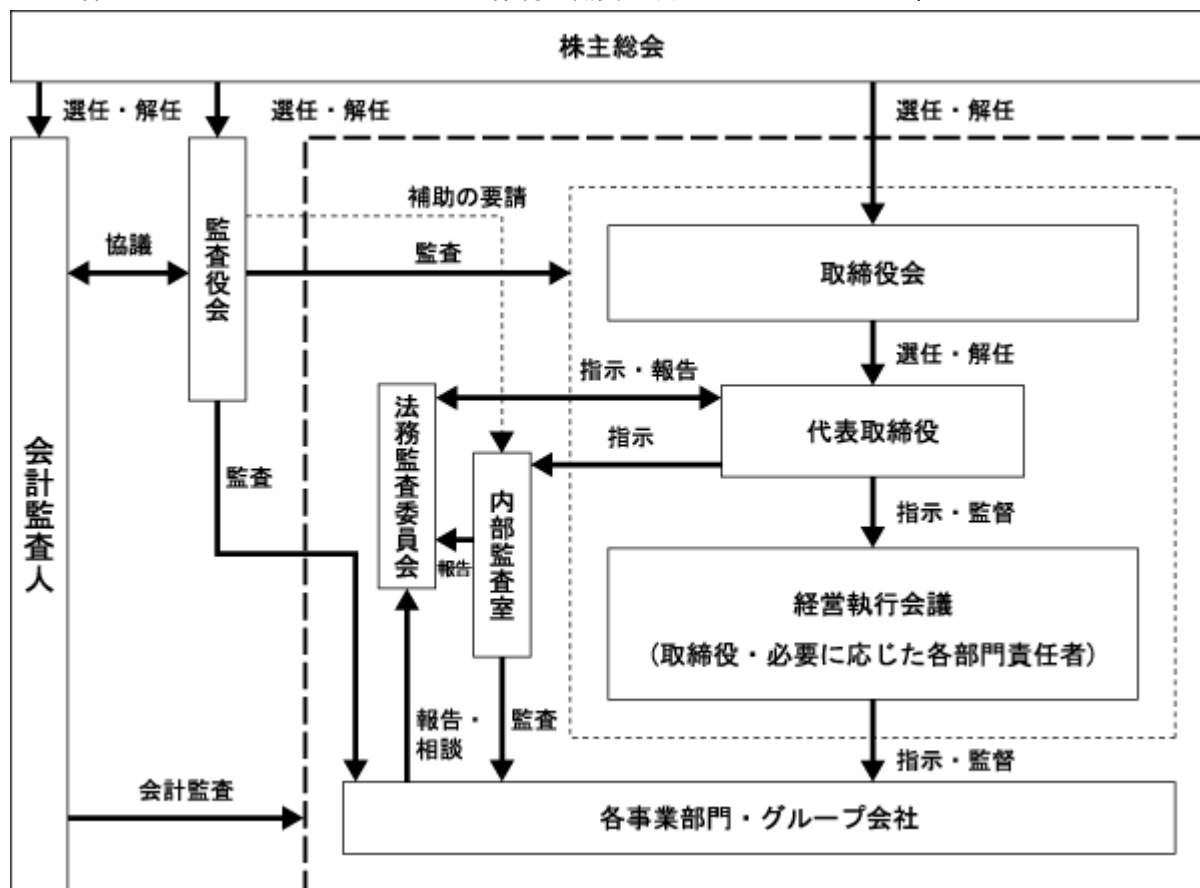 株主総会
選任・解任
選任・解任
選任・解任
補助の要請
協議
監査役会
監査
取締役会
選任・解任
指示・報告
法務監査委員会
代表取締役
指示
会計監査人
監査
内部監査室
指示・監督
報告
経営執行会議
(取締役・必要に応じた各部門責任者)
報告・
相談
監査
指示・監督
会計監査
各事業部門・グループ会社